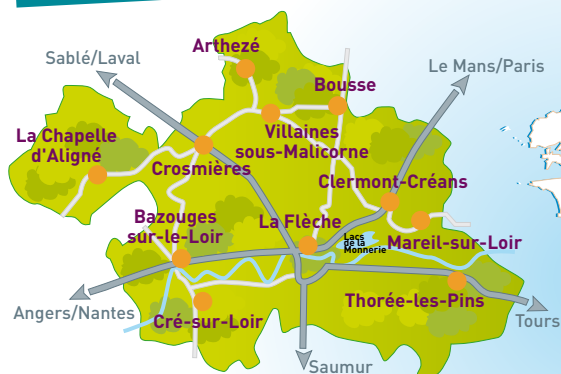 Arthezé
Sablé/Laval
Le Mans/Paris
Bousse
La Chapelle
d'Aligné
Villaines
sous-Malicorne
Crosmières
Clermont-Créans
Bazouges
sur-le-Loir
La Flèche
Lacs
de la
Monnerie
Mareil-sur-Loir
Angers/Nantes
Cré-sur-Loir
Thorée-les-Pins
Tours
Saumur